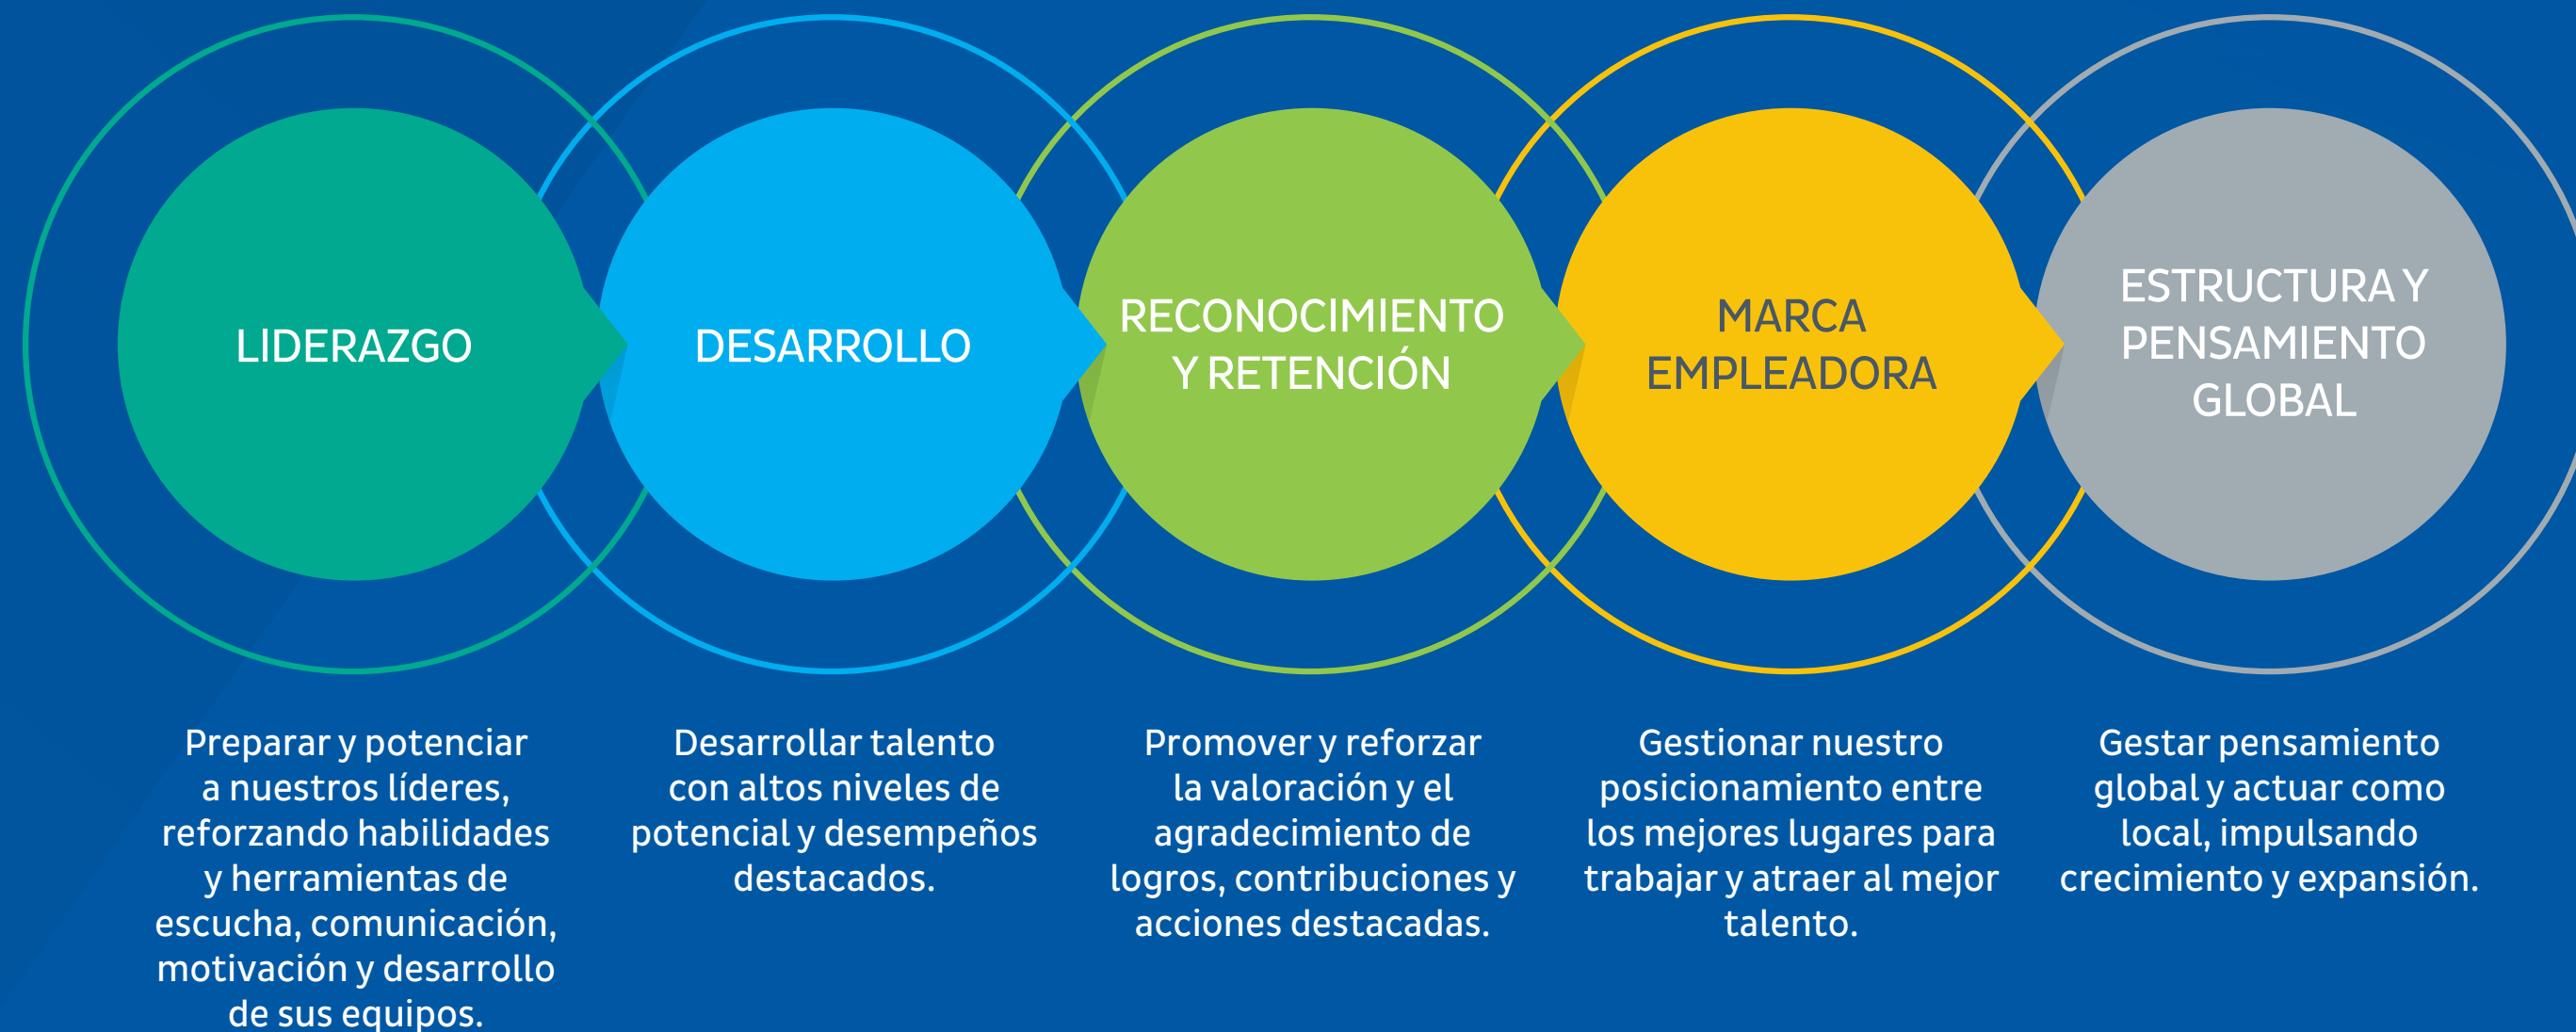 LIDERAZGO
DESARROLLO
RECONOCIMIENTO
Y RETENCIÓN
MARCA
EMPLEADORA
ESTRUCTURA Y
PENSAMIENTO
GLOBAL
Preparar y potenciar
a nuestros líderes,
reforzando habilidades
y herramientas de
escucha, comunicación,
motivación y desarrollo
de sus equipos.
Desarrollar talento
con altos niveles de
potencial y desempeños
destacados.
Promover y reforzar
la valoración y el
agradecimiento de
logros, contribuciones y
acciones destacadas.
Gestionar nuestro
posicionamiento entre
los mejores lugares para
trabajar y atraer al mejor
talento.
Gestar pensamiento
global y actuar como
local, impulsando
crecimiento y expansión.